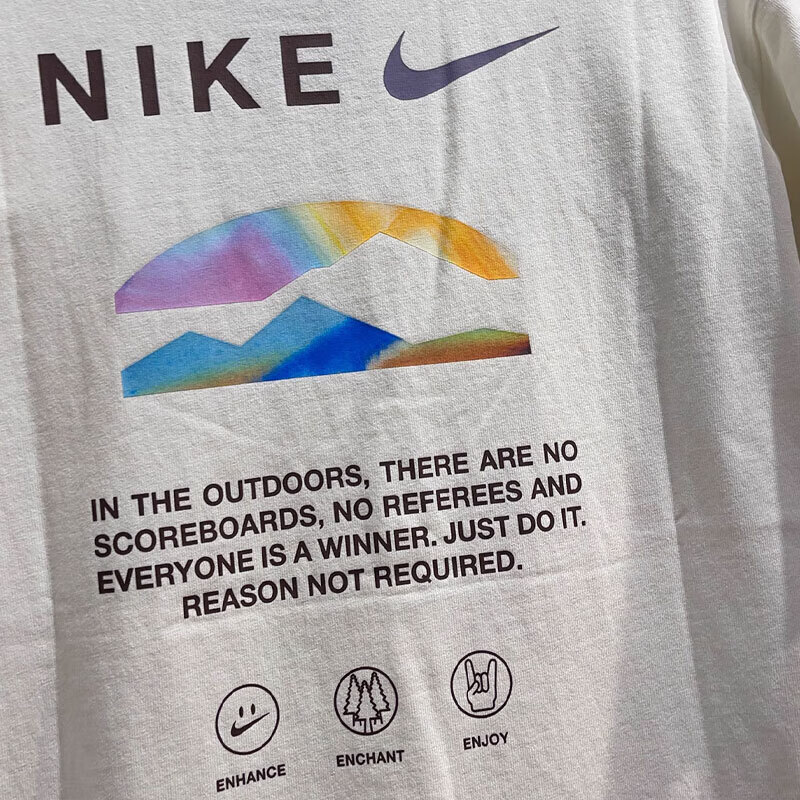 NIKE
IN THE OUTDOORS, THERE ARE NO
SCOREBOARDS, NO REFEREES AND
EVERYONE IS A WINNER. JUST DO IT.
REASON NOT REQUIRED.
ENHANCE ENCHANT ENJOY